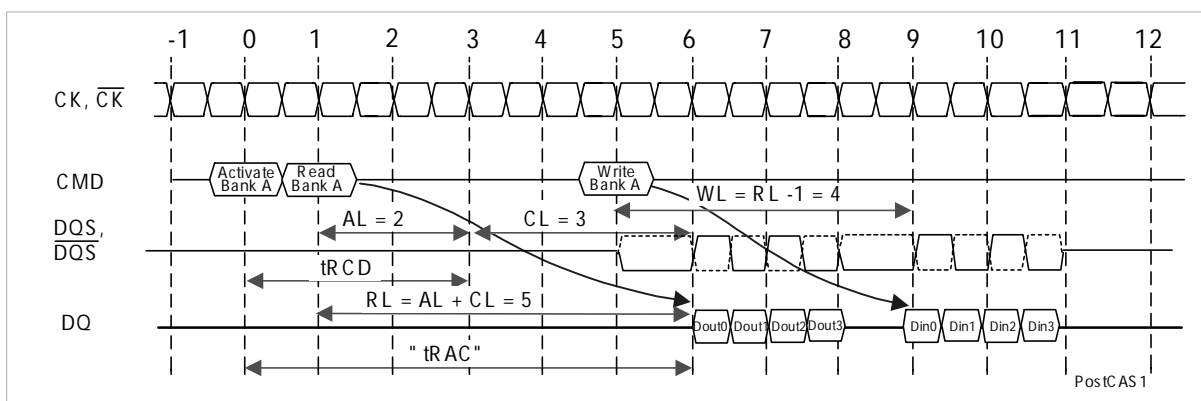 -1 0 1 2 3 4 5 6 7 8 9 10 11 12
CK, CK
CMD
Activate Bank A
Read Bank A
Write Bank A
WL = RL -1 = 4
AL = 2
CL = 3
DQS,
DQS
tRCD
RL = AL + CL = 5
DQ
Dout0 Dout1 Dout2 Dout3
Din0 Din1 Din2 Din3
"tRAC"
PostCAS1